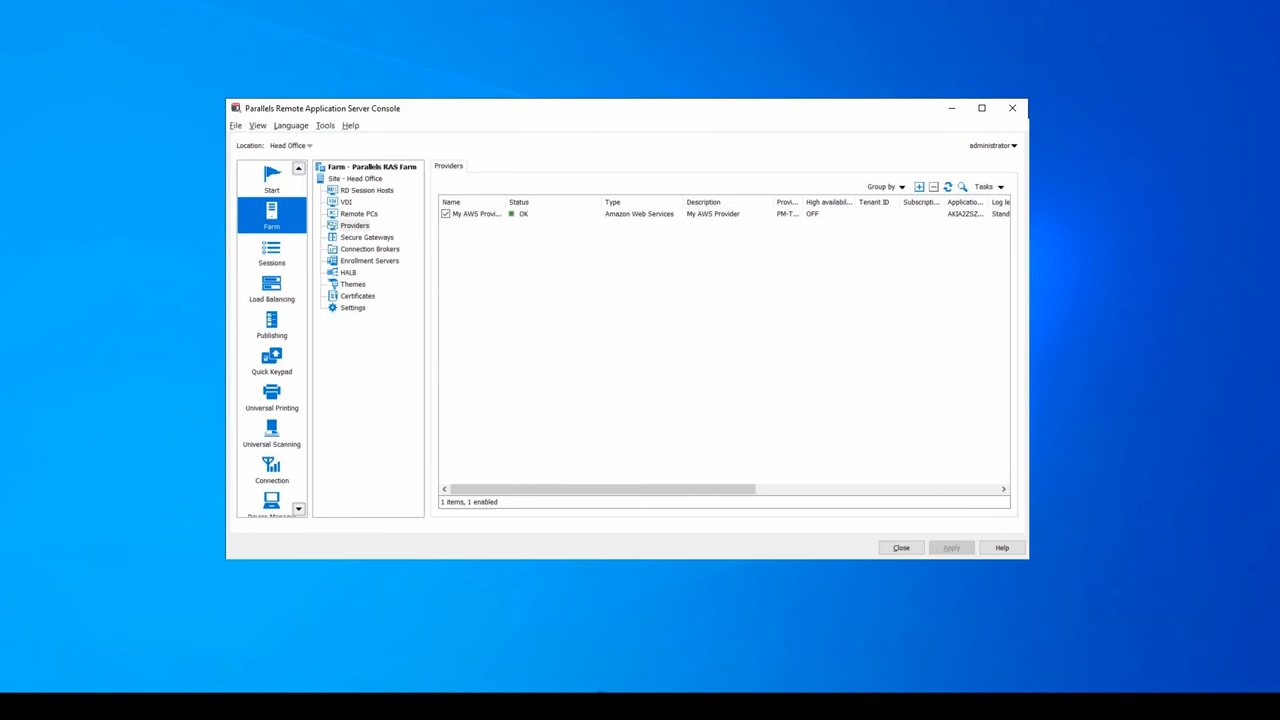 Parallels Remote Application Server Console
File View Language Tools Help
Location: Head Office administrator
Start
Farm
Sessions
Load Balancing
Publishing
Quick Keypad
Universal Printing
Universal Scanning
Connection
Farm - Parallels RAS Farm
Site - Head Office
RD Session Hosts
VDI
Remote PCs
Providers
Secure Gateways
Connection Brokers
Enrollment Servers
HALB
Themes
Certificates
Settings
Providers
Group by Tasks
Name Status Type Description Provi... High availabil... Tenant ID Subscripti... Applicatio... Log le
My AWS Provi... OK Amazon Web Services My AWS Provider PM-T... OFF AKIA2ZSZ... Stand
1 items, 1 enabled
Close Apply Help